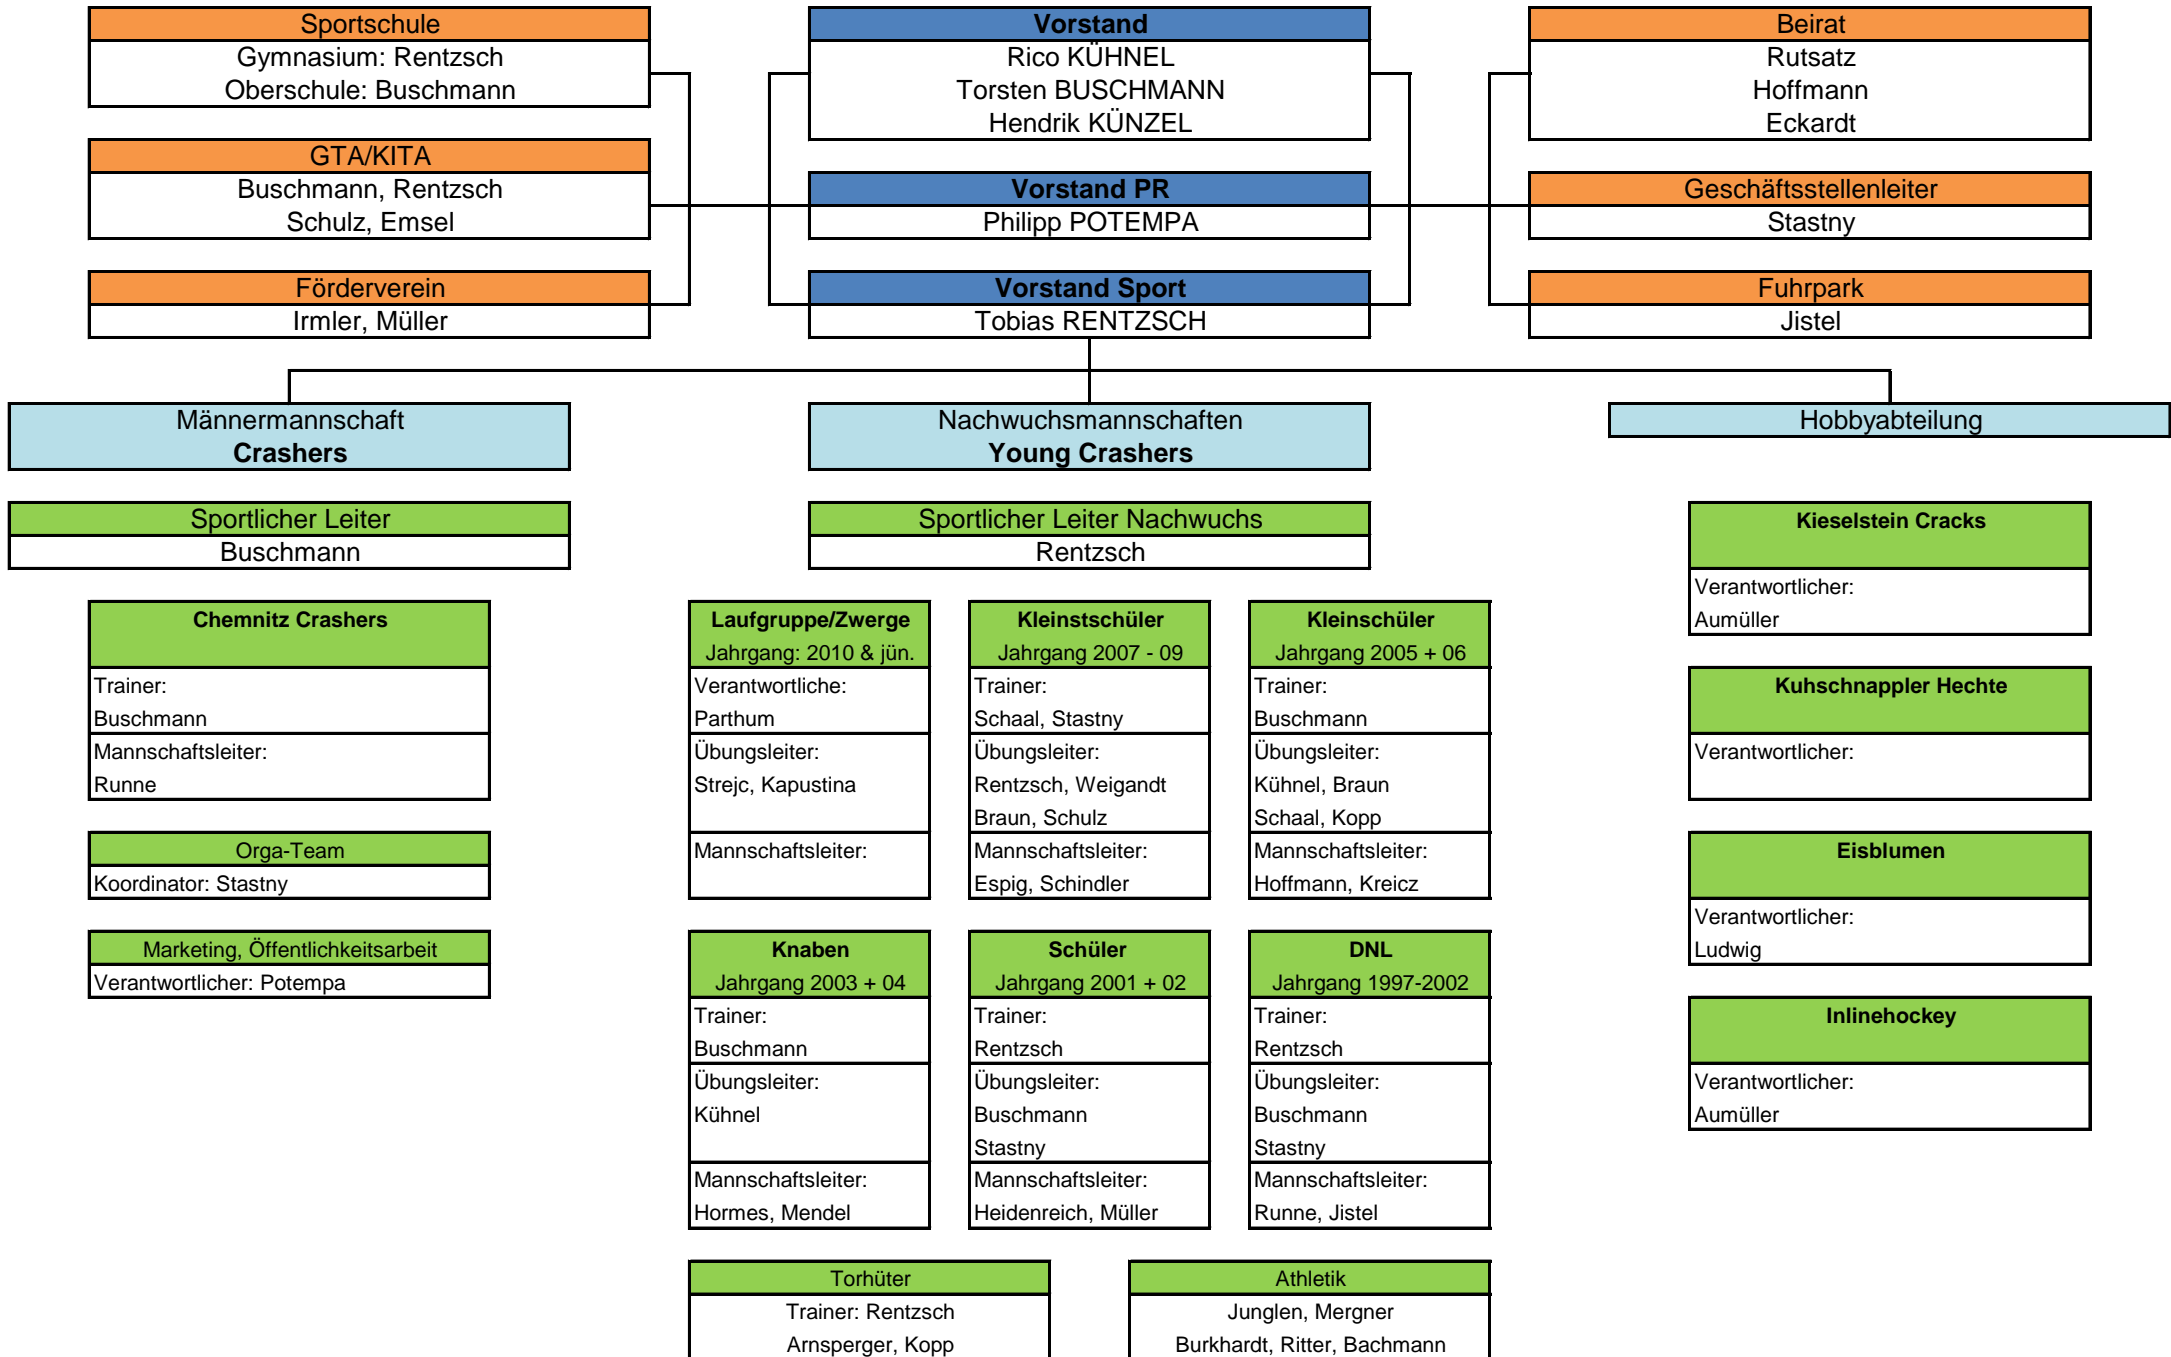 Sportschule
Gymnasium: Rentzsch
Oberschule: Buschmann
Vorstand
Rico KÜHNEL
Torsten BUSCHMANN
Hendrik KÜNZEL
Beirat
Rutsatz
Hoffmann
Eckardt
GTA/KITA
Buschmann, Rentzsch
Schulz, Emsel
Vorstand PR
Philipp POTEMPA
Geschäftsstellenleiter
Stastny
Förderverein
Irmler, Müller
Vorstand Sport
Tobias RENTZSCH
Fuhrpark
Jistel
Männermannschaft
Crashers
Nachwuchsmannschaften
Young Crashers
Hobbyabteilung
Sportlicher Leiter
Buschmann
Sportlicher Leiter Nachwuchs
Rentzsch
Chemnitz Crashers
Trainer:
Buschmann
Mannschaftsleiter:
Runne
Orga-Team
Koordinator: Stastny
Marketing, Öffentlichkeitsarbeit
Verantwortlicher: Potempa
Laufgruppe/Zwerge
Jahrgang: 2010 & jün.
Verantwortliche:
Parthum
Übungsleiter:
Strejc, Kapustina
Mannschaftsleiter:
Kleinstschüler
Jahrgang 2007 - 09
Trainer:
Schaal, Stastny
Übungsleiter:
Rentzsch, Weigandt
Braun, Schulz
Mannschaftsleiter:
Espig, Schindler
Kleinschüler
Jahrgang 2005 + 06
Trainer:
Buschmann
Übungsleiter:
Kühnel, Braun
Schaal, Kopp
Mannschaftsleiter:
Hoffmann, Kreicz
Knaben
Jahrgang 2003 + 04
Trainer:
Buschmann
Übungsleiter:
Kühnel
Mannschaftsleiter:
Hormes, Mendel
Schüler
Jahrgang 2001 + 02
Trainer:
Rentzsch
Übungsleiter:
Buschmann
Stastny
Mannschaftsleiter:
Heidenreich, Müller
DNL
Jahrgang 1997-2002
Trainer:
Rentzsch
Übungsleiter:
Buschmann
Stastny
Mannschaftsleiter:
Runne, Jistel
Torhüter
Trainer: Rentzsch
Arnsperger, Kopp
Athletik
Junglen, Mergner
Burkhardt, Ritter, Bachmann
Kieselstein Cracks
Verantwortlicher:
Aumüller
Kuhschnappler Hechte
Verantwortlicher:
Eisblumen
Verantwortlicher:
Ludwig
Inlinehockey
Verantwortlicher:
Aumüller